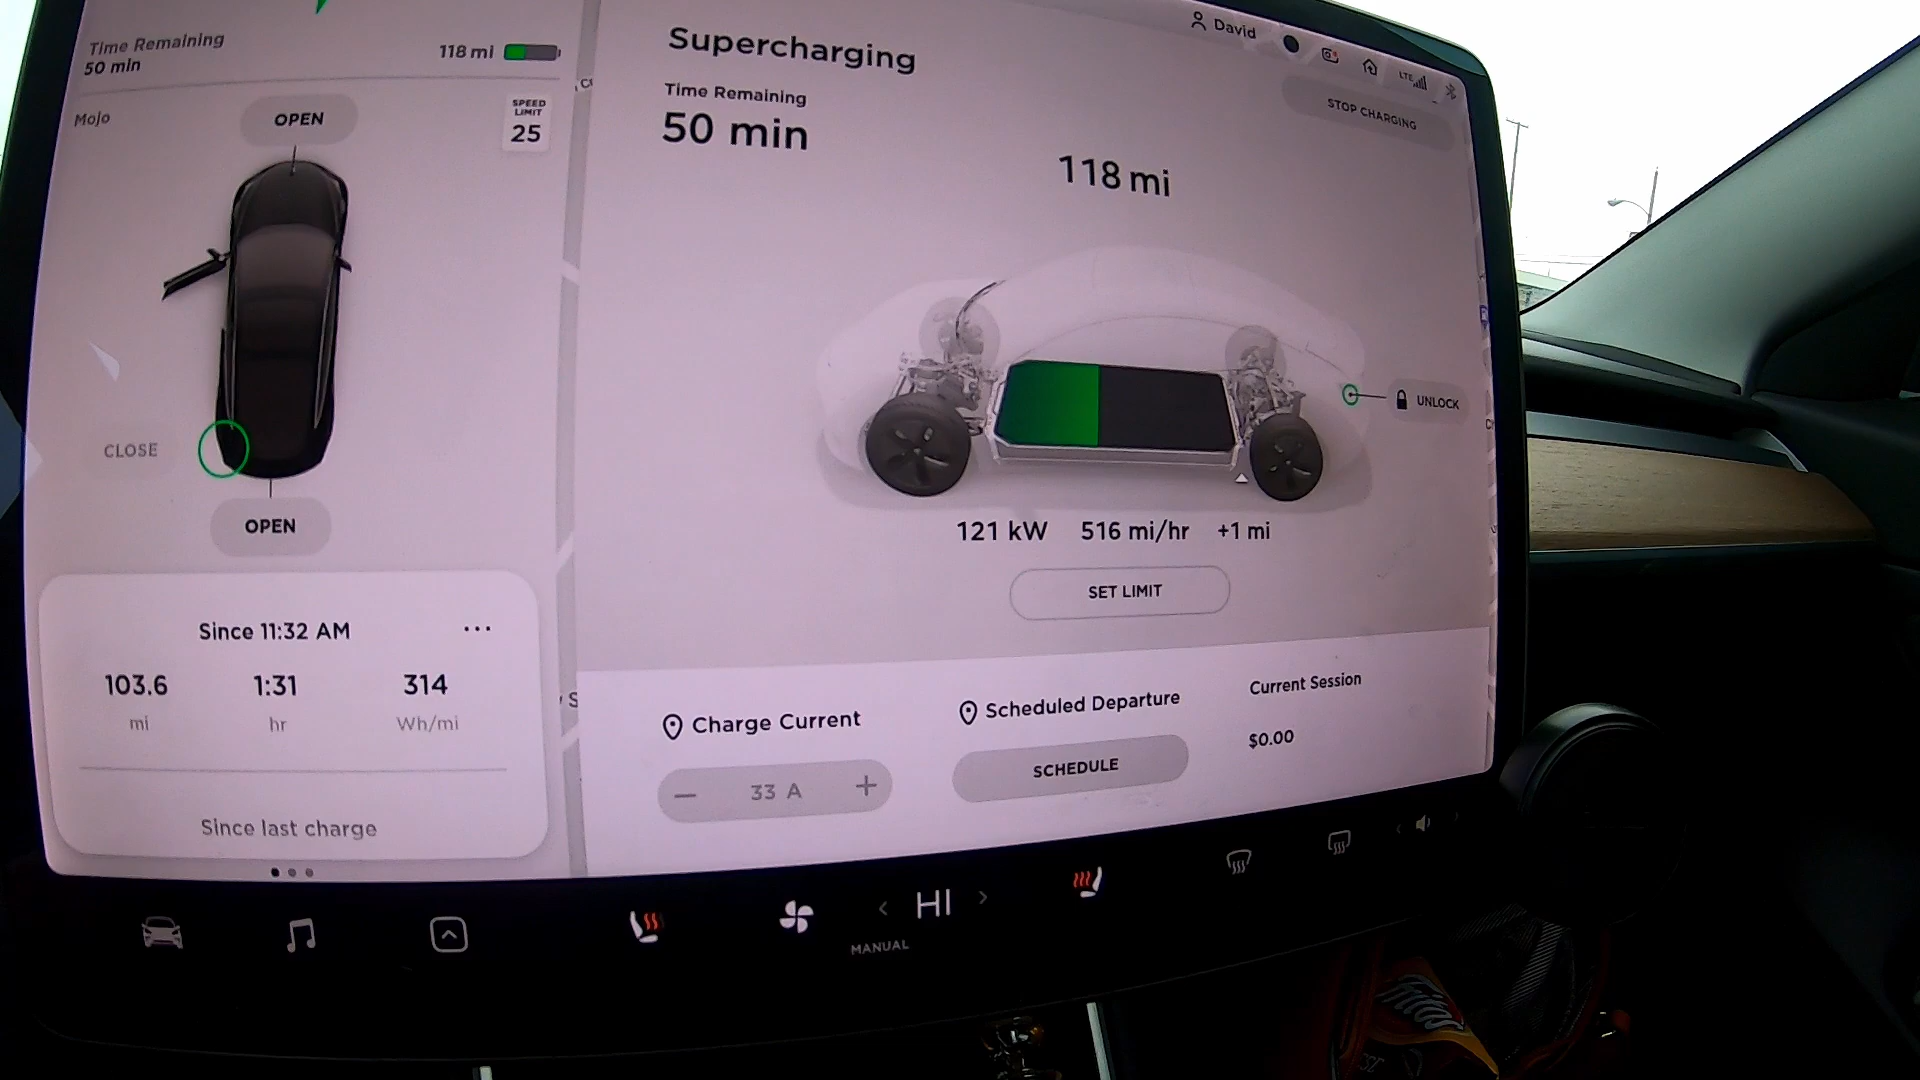 Time Remaining
50 min
118 mi
Mojo
OPEN
SPEED
LIMIT
25
CLOSE
OPEN
Since 11:32 AM
103.6
mi
1:31
hr
314
Wh/mi
Since last charge
Supercharging
Time Remaining
50 min
118 mi
David
LTE
STOP CHARGING
UNLOCK
121 kW 516 mi/hr +1 mi
SET LIMIT
Charge Current
− 33 A +
Scheduled Departure
SCHEDULE
Current Session
$0.00
< HI >
MANUAL
Fritos